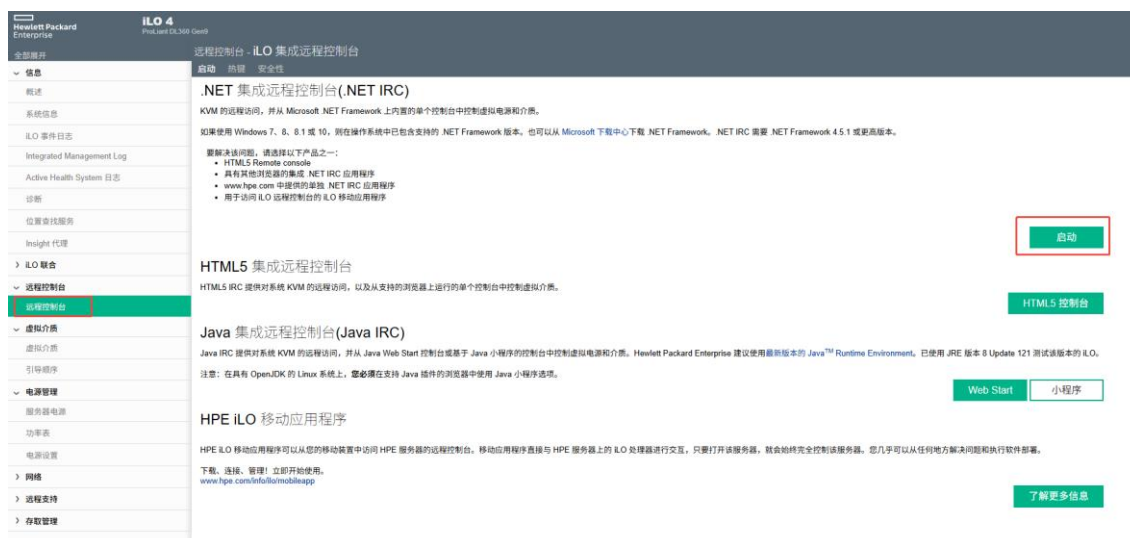 Hewlett Packard
Enterprise
iLO 4
ProLiant DL360 Gen9
全部展开
远程控制台 - iLO 集成远程控制台
启动 热键 安全性
信息
概述
系统信息
iLO 事件日志
Integrated Management Log
Active Health System 日志
诊断
位置查找服务
Insight 代理
iLO 联合
远程控制台
远程控制台
虚拟介质
虚拟介质
引导顺序
电源管理
服务器电源
功率表
电源设置
网络
远程支持
存取管理
.NET 集成远程控制台(.NET IRC)
KVM 的远程访问，并从 Microsoft .NET Framework 上内置的单个控制台中控制虚拟电源和介质。
如果使用 Windows 7、8、8.1 或 10，则在操作系统中已包含支持的 .NET Framework 版本。也可以从 Microsoft 下载中心下载 .NET Framework。.NET IRC 需要 .NET Framework 4.5.1 或更高版本。
要解决该问题，请选择以下产品之一：
• HTML5 Remote console
• 具有其他浏览器的集成 .NET IRC 应用程序
• www.hpe.com 中提供的单独 .NET IRC 应用程序
• 用于访问 iLO 远程控制台的 iLO 移动应用程序
启动
HTML5 集成远程控制台
HTML5 IRC 提供对系统 KVM 的远程访问，以及从支持的浏览器上运行的单个控制台中控制虚拟介质。
HTML5 控制台
Java 集成远程控制台(Java IRC)
Java IRC 提供对系统 KVM 的远程访问，并从 Java Web Start 控制台或基于 Java 小程序的控制台中控制虚拟电源和介质。Hewlett Packard Enterprise 建议使用最新版本的 Java™ Runtime Environment。已使用 JRE 版本 8 Update 121 测试该版本的 iLO。
注意：在具有 OpenJDK 的 Linux 系统上，您必须在支持 Java 插件的浏览器中使用 Java 小程序选项。
Web Start 小程序
HPE iLO 移动应用程序
HPE iLO 移动应用程序可以从您的移动装置中访问 HPE 服务器的远程控制台。移动应用程序直接与 HPE 服务器上的 iLO 处理器进行交互，只要打开该服务器，就会始终完全控制该服务器。您几乎可以从任何地方解决问题和执行软件部署。
下载、连接、管理！立即开始使用。
www.hpe.com/info/ilo/mobileapp
了解更多信息